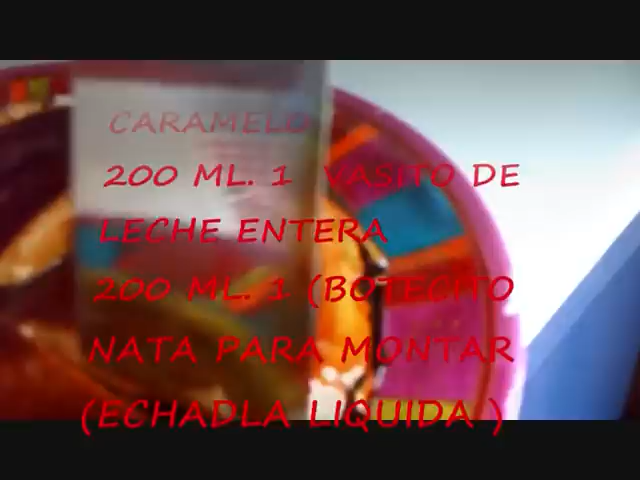 CARAMELO
200 ML. 1 VASITO DE
LECHE ENTERA
200 ML. 1 (BOTECITO
NATA PARA MONTAR
(ECHADLA LIQUIDA )